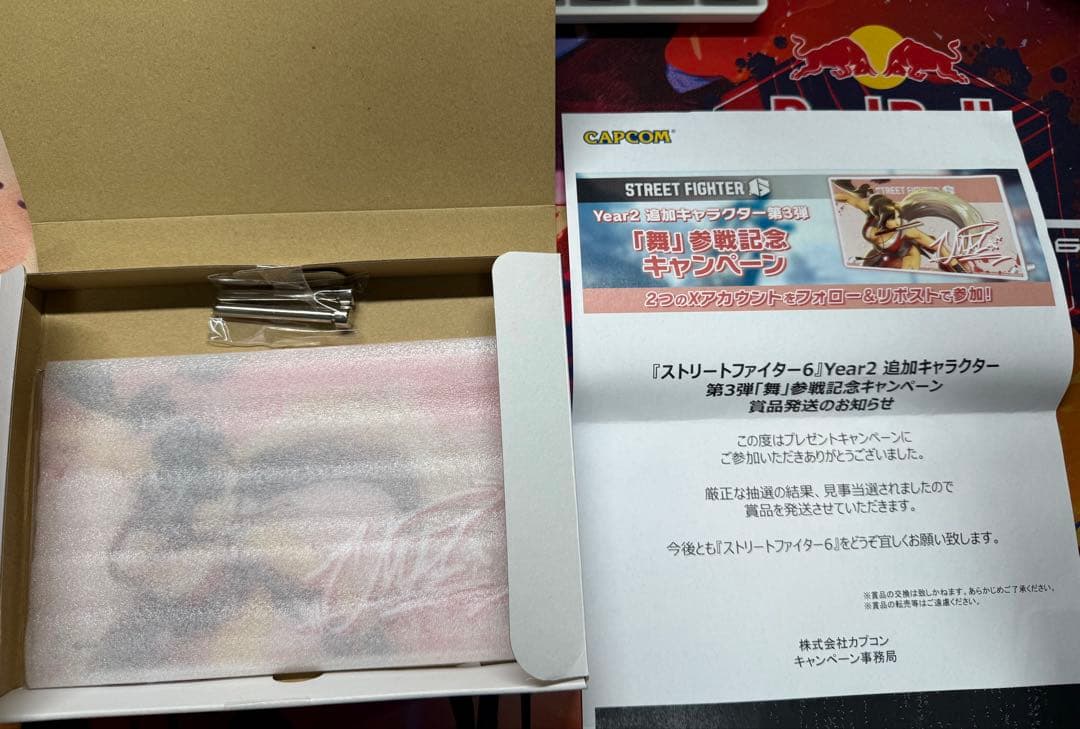 Red Bull
CAPCOM
STREET FIGHTER 6
STREET FIGHTER 6
Year2 追加キャラクター第3弾
「舞」参戦記念
キャンペーン
2つのXアカウントをフォロー&リポストで参加!
『ストリートファイター6』Year2 追加キャラクター
第3弾「舞」参戦記念キャンペーン
賞品発送のお知らせ
この度はプレゼントキャンペーンに
ご参加いただきありがとうございました。
厳正な抽選の結果、見事当選されましたので
賞品を発送させていただきます。
今後とも『ストリートファイター6』をどうぞ宜しくお願い致します。
※賞品の交換は致しかねます。あらかじめご了承ください。
※賞品の転売等はご遠慮ください。
株式会社カプコン
キャンペーン事務局